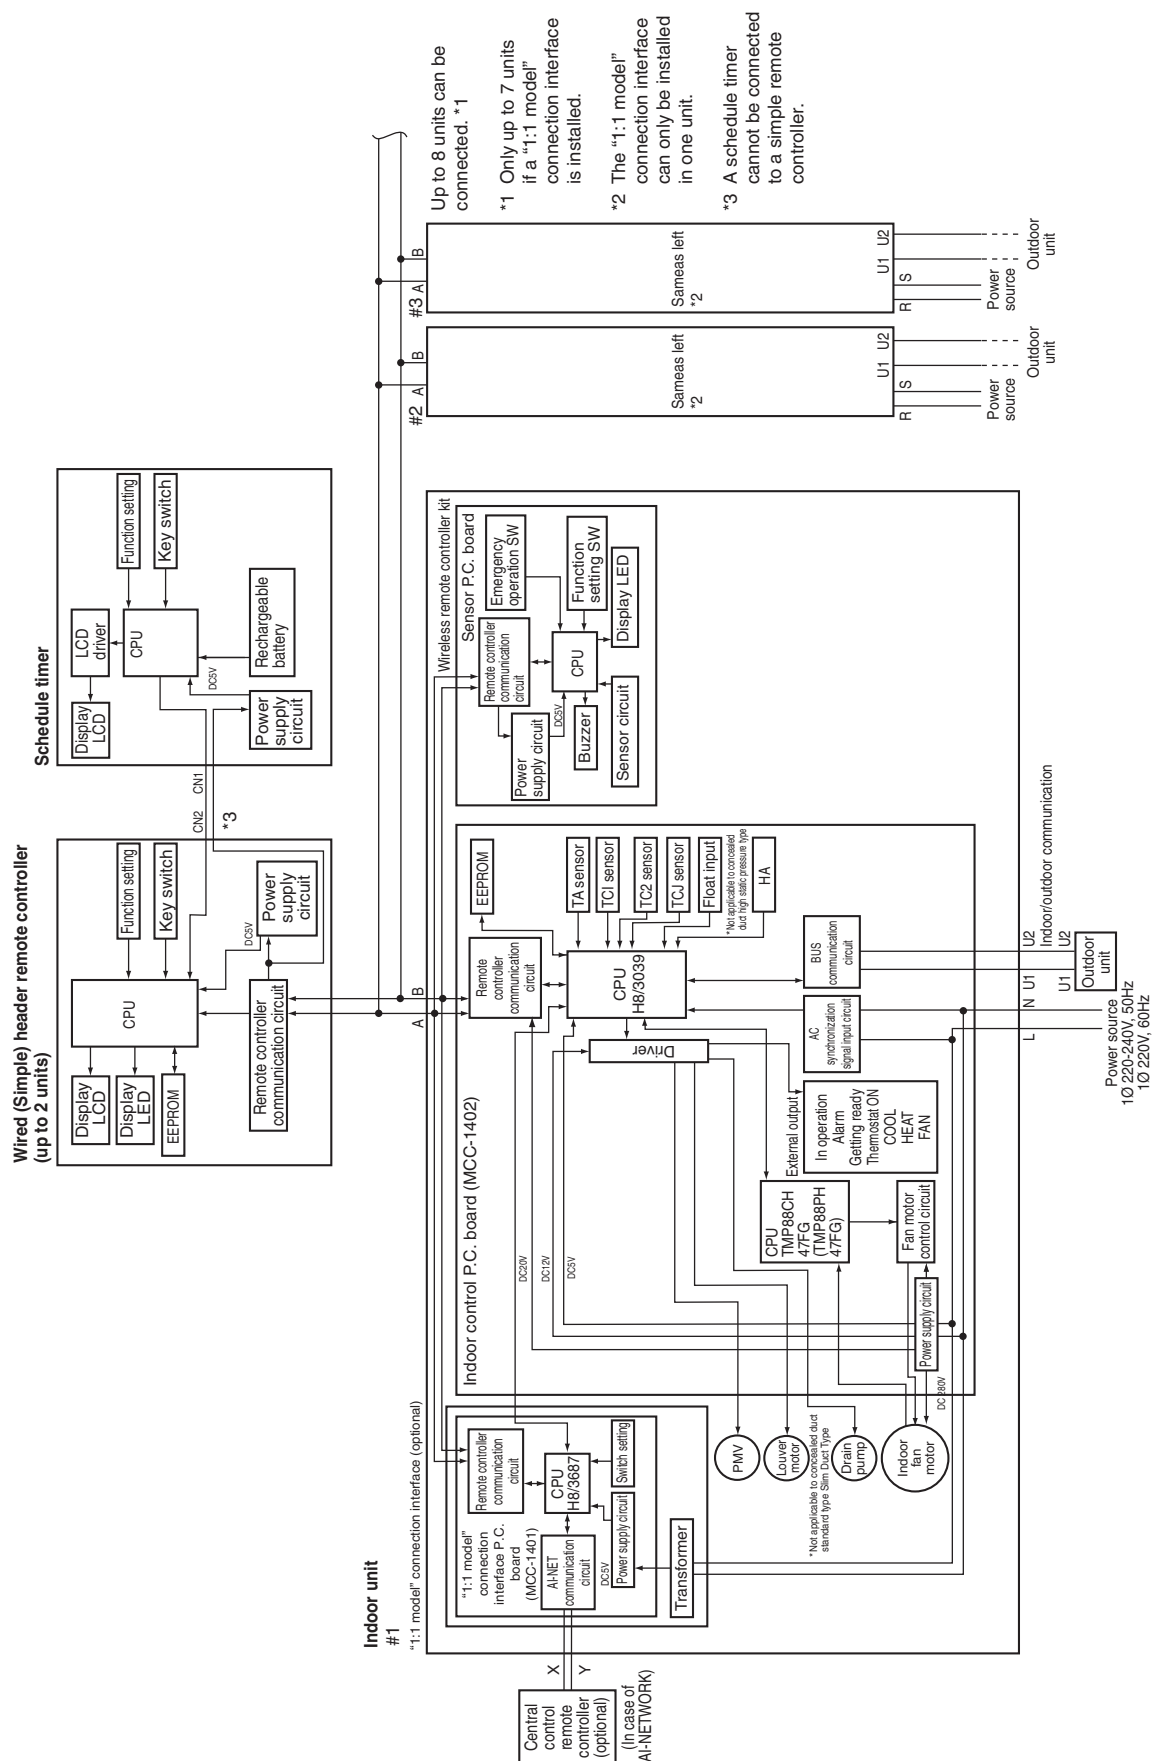 Wired (Simple) header remote controller
(up to 2 units)
Display
LCD
Display
LED
EEPROM
CPU
Function setting
Key switch
Remote controller
communication circuit
DC5V
Power
supply
circuit
CN2
CN1
*3
Schedule timer
Display
LCD
LCD
driver
CPU
Function setting
Key switch
DC5V
Power
supply
circuit
Rechargeable
battery
Indoor unit
#1
"1:1 model" connection interface (optional)
A
B
Central
control
remote
controller
(optional)
(In case of
AI-NETWORK)
X
Y
"1:1 model"
connection
interface P.C.
board
(MCC-1401)
Remote controller
communication
circuit
CPU
H8/3687
AI-NET
communication
circuit
Switch setting
DC5V
Power supply circuit
Transformer
Indoor control P.C. board (MCC-1402)
DC20V
DC12V
DC5V
Remote
controller
communication
circuit
EEPROM
CPU
H8/3039
TA sensor
TCI sensor
TC2 sensor
TCJ sensor
Float input
*Not applicable to concealed
duct high static pressure type
HA
Driver
PMV
Louver
motor
*Not applicable to concealed duct
standard type Slim Duct Type
Drain
pump
Indoor
fan
motor
DC 280V
Power supply circuit
CPU
TMP88CH
47FG
(TMP88PH
47FG)
Fan motor
control circuit
External output
In operation
Alarm
Getting ready
Thermostat ON
COOL
HEAT
FAN
AC
synchronization
signal input circuit
BUS
communication
circuit
L
N
U1
U2
Indoor/outdoor communication
U1
U2
Outdoor
unit
Power source
1Ø 220-240V, 50Hz
1Ø 220V, 60Hz
Wireless remote controller kit
Sensor P.C. board
Remote controller
communication
circuit
Emergency
operation SW
Power
supply circuit
DC5V
CPU
Function
setting SW
Buzzer
Display LED
Sensor circuit
#2
A
B
Sameas left
*2
R
S
U1
U2
Power
source
Outdoor
unit
#3
A
B
Sameas left
*2
R
S
U1
U2
Power
source
Outdoor
unit
Up to 8 units can be
connected. *1
*1 Only up to 7 units
if a "1:1 model"
connection interface
is installed.
*2 The "1:1 model"
connection interface
can only be installed
in one unit.
*3 A schedule timer
cannot be connected
to a simple remote
controller.